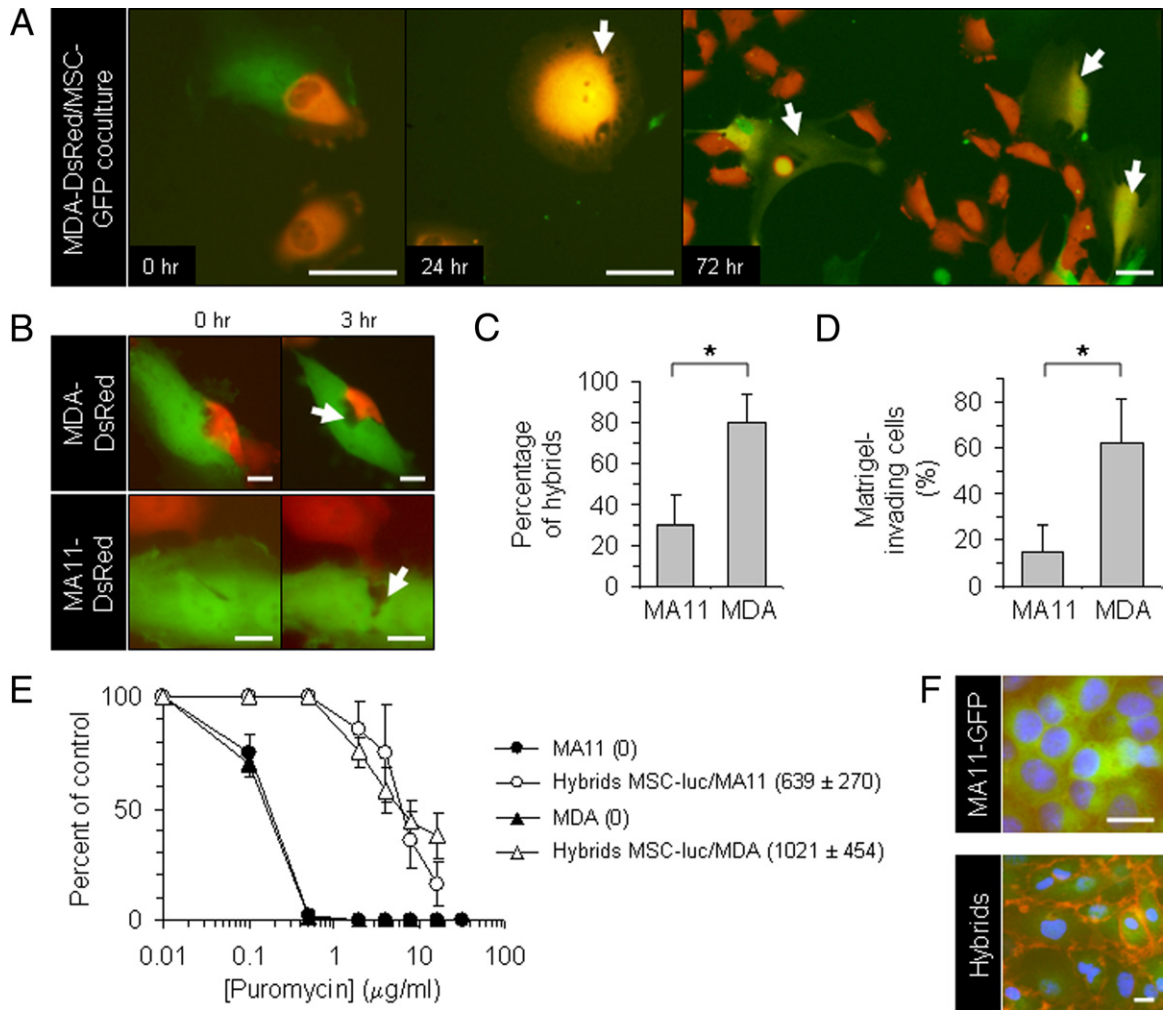 A
MDA-DsRed/MSC-
GFP coculture
0 hr
24 hr
72 hr
B
0 hr
3 hr
MDA-
DsRed
MA11-
DsRed
C
*
Percentage
of hybrids
100
80
60
40
20
0
MA11
MDA
D
*
Matrigel-
invading cells
(%)
80
60
40
20
0
MA11
MDA
E
Percent of control
100
50
0
0.01
0.1
1
10
100
[Puromycin] (μg/ml)
MA11 (0)
Hybrids MSC-luc/MA11 (639 ± 270)
MDA (0)
Hybrids MSC-luc/MDA (1021 ± 454)
F
MA11-GFP
Hybrids